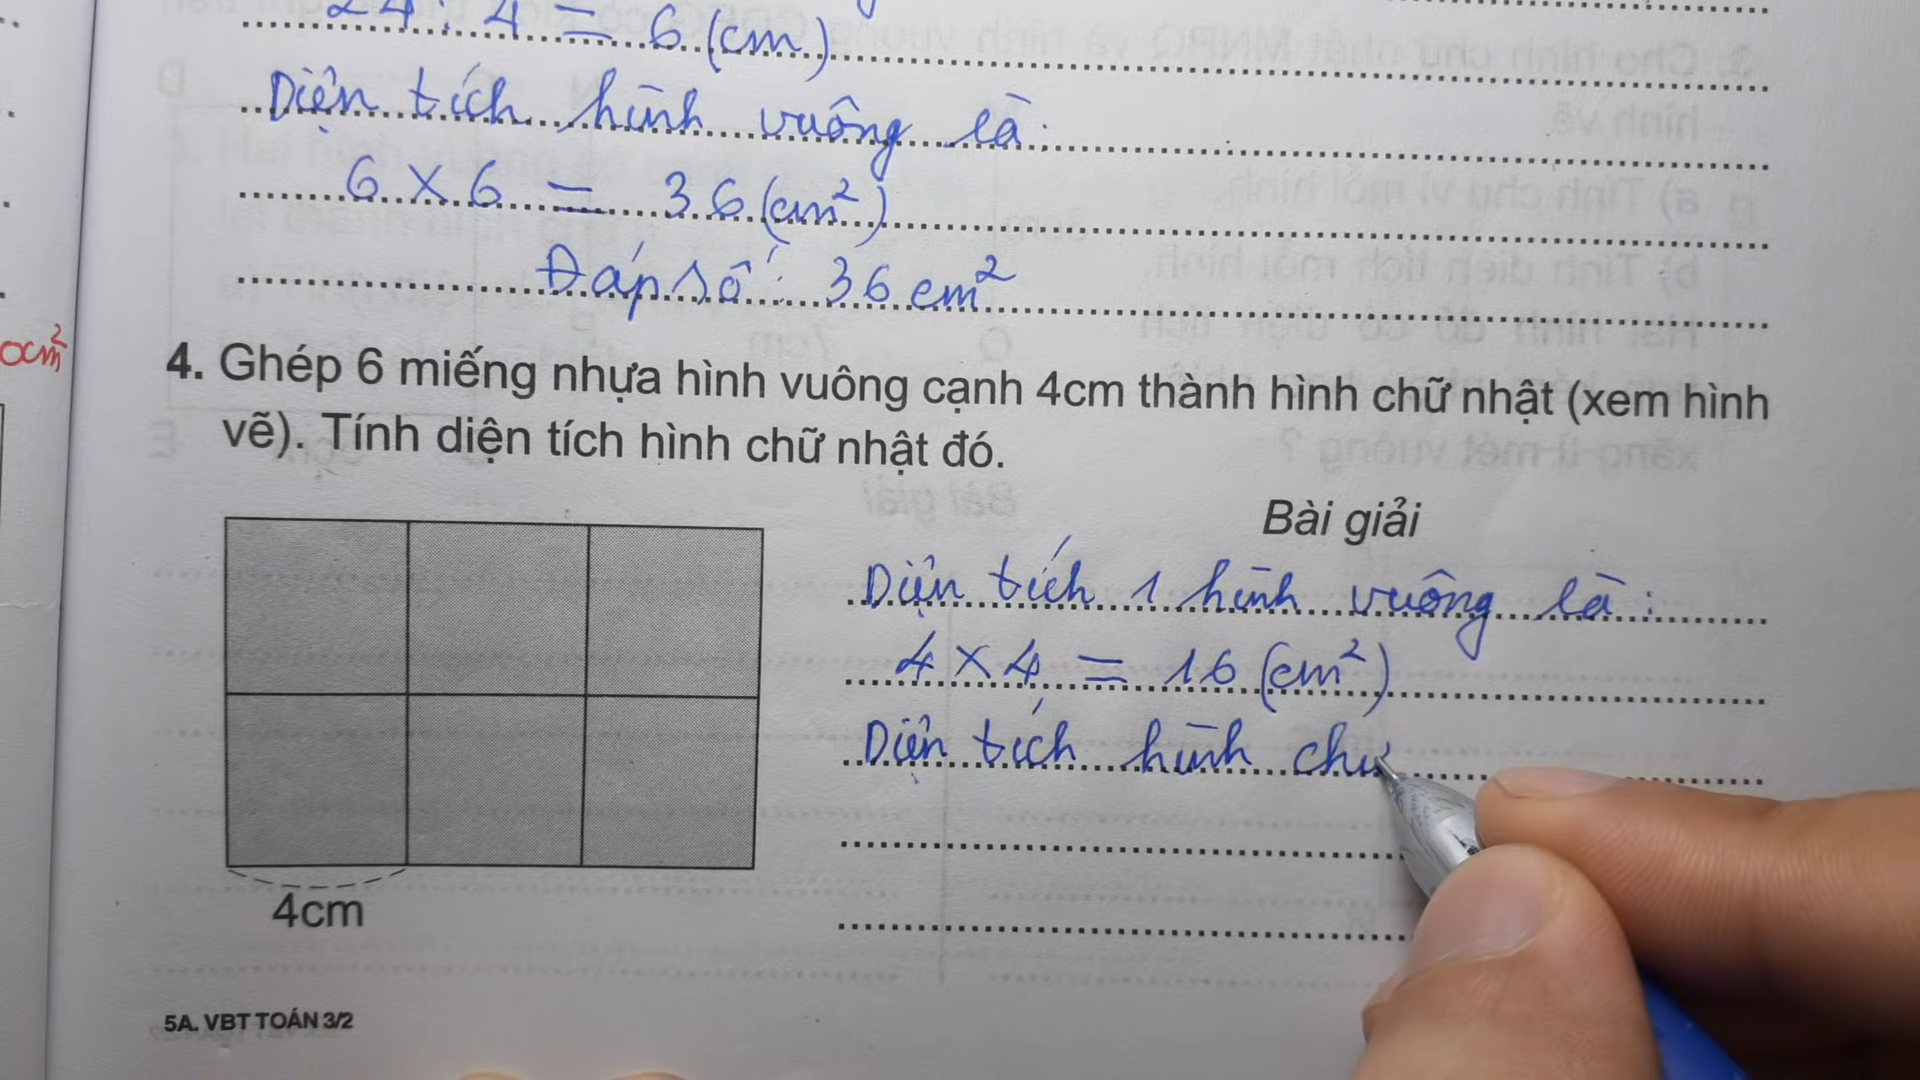 24 : 4 = 6 (cm)
Diện tích hình vuông là:
6 × 6 = 36 (cm²)
Đáp số: 36 cm²
0cm²
4. Ghép 6 miếng nhựa hình vuông cạnh 4cm thành hình chữ nhật (xem hình
vẽ). Tính diện tích hình chữ nhật đó.
Bài giải
Diện tích 1 hình vuông là:
4 × 4 = 16 (cm²)
Diện tích hình chư
4cm
5A. VBT TOÁN 3/2